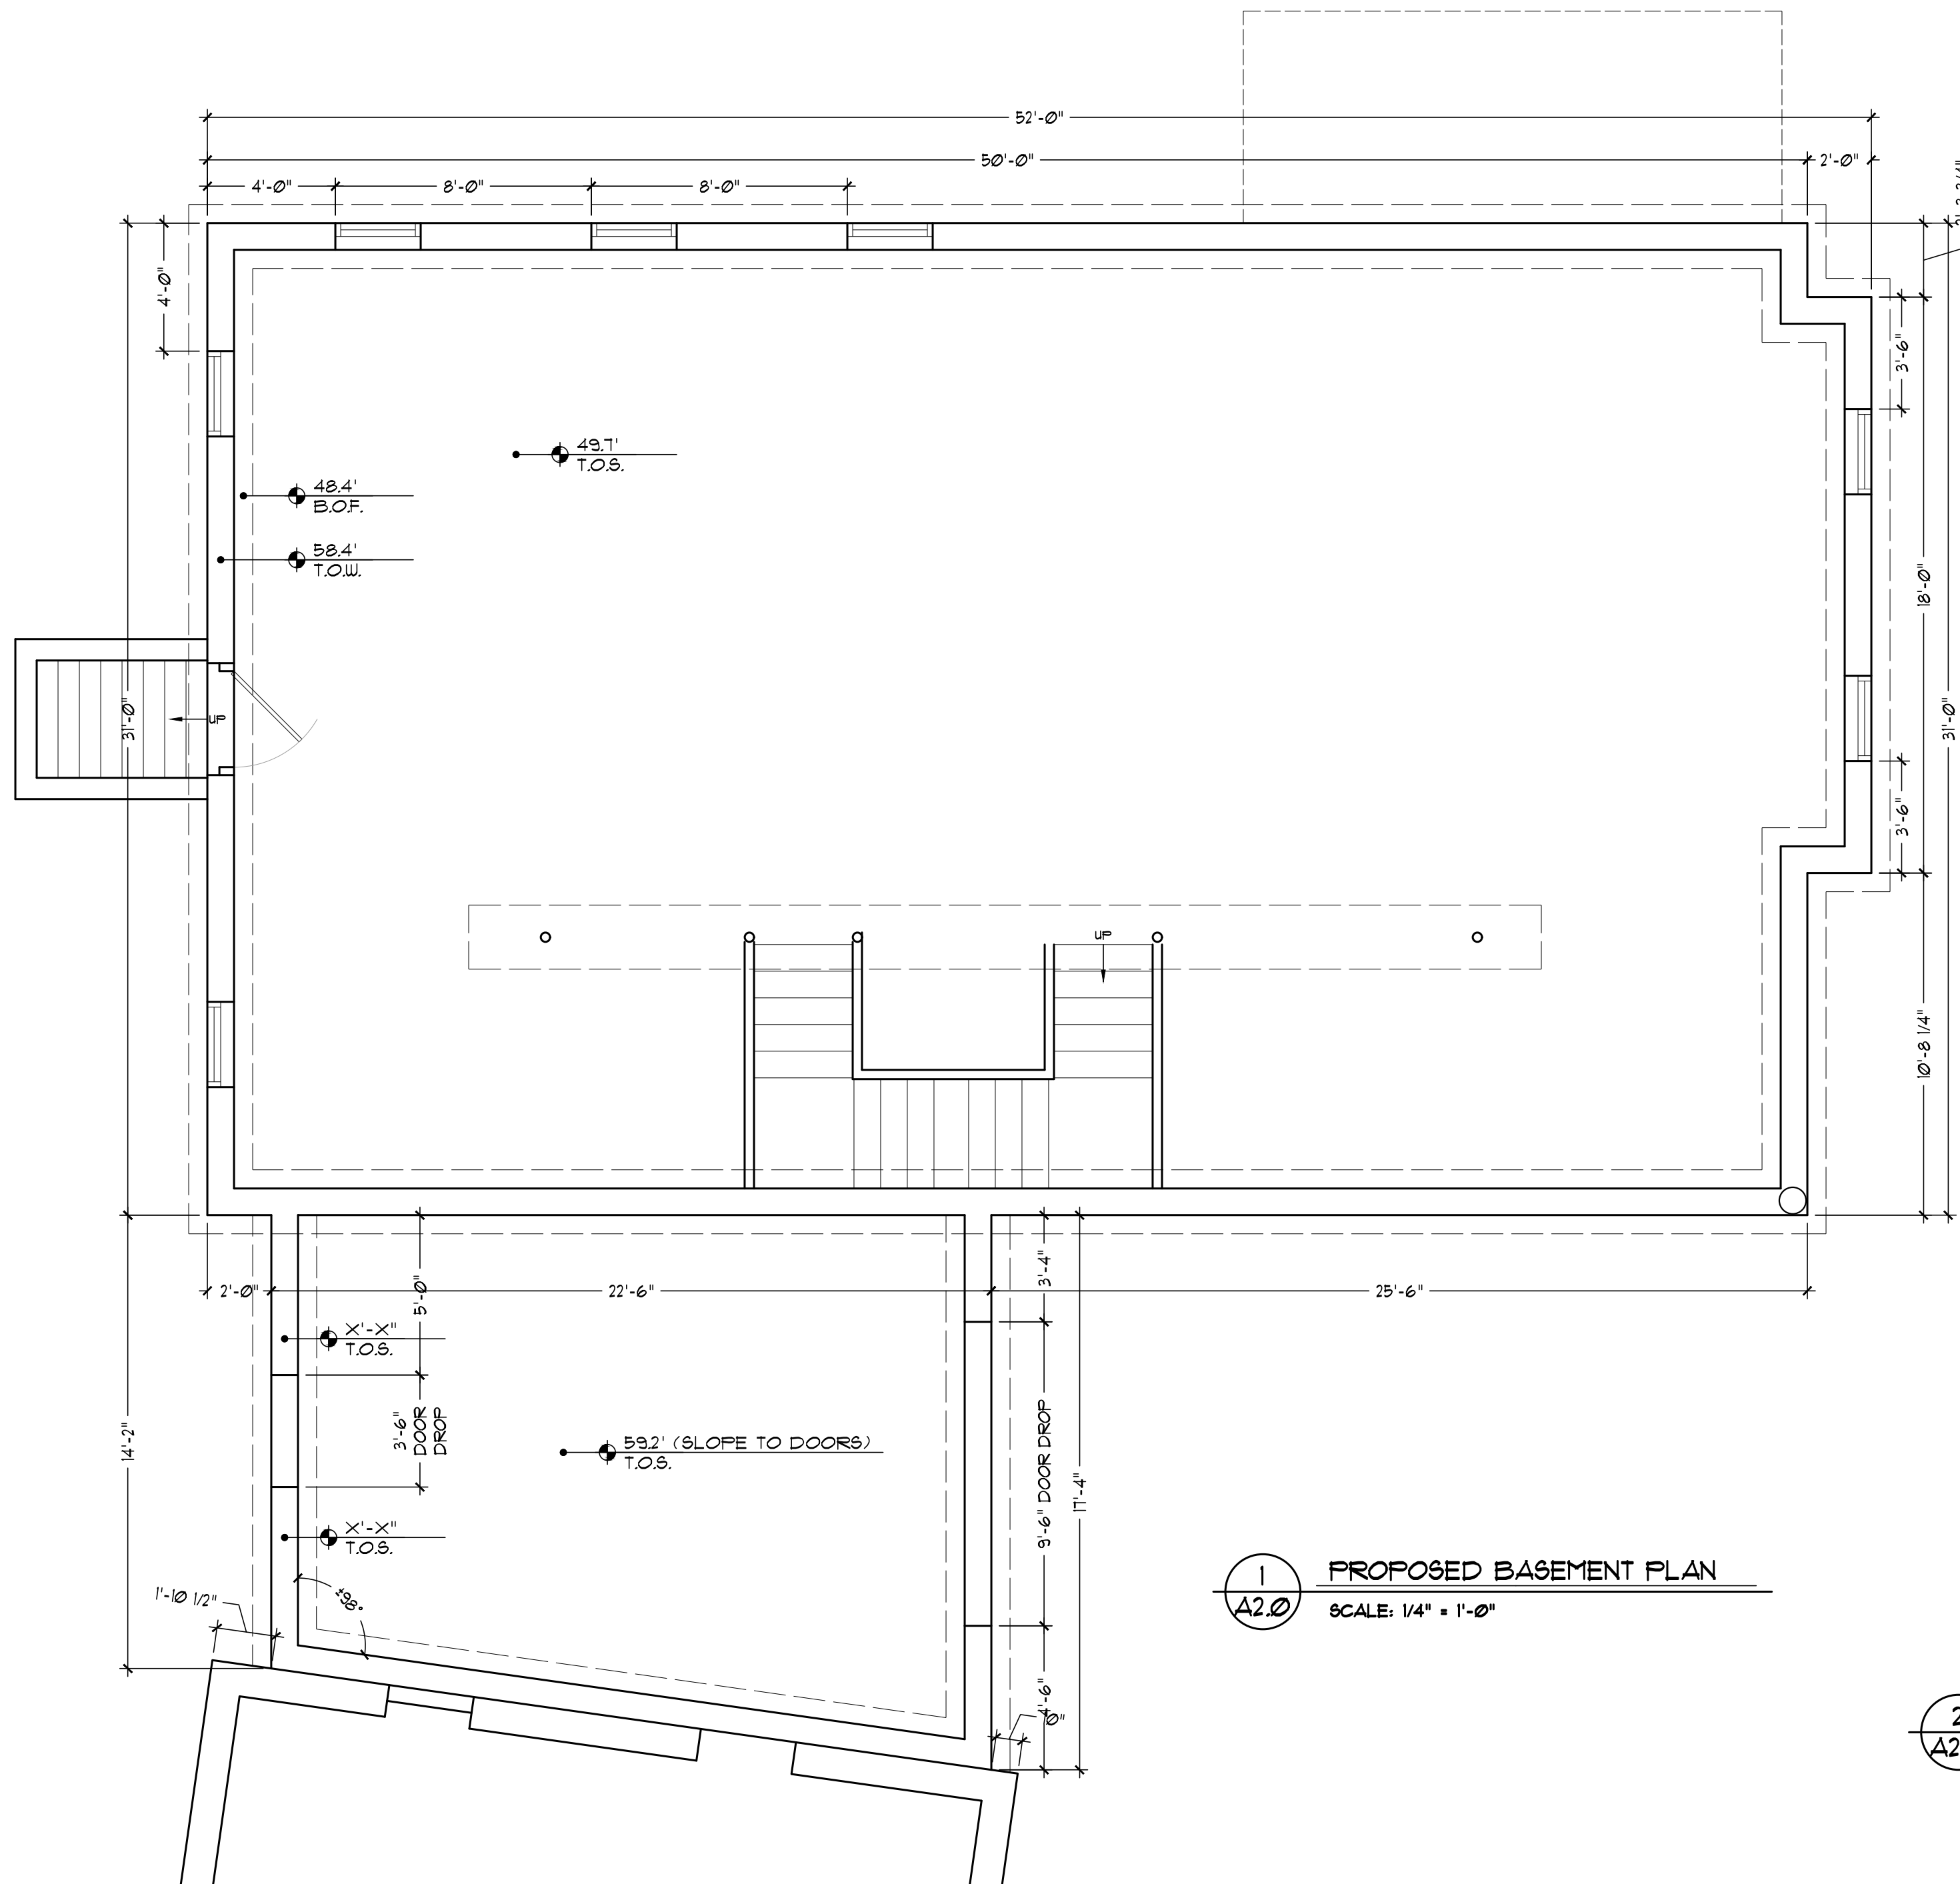 52'-0"
50'-0"
2'-0"
4'-0"
8'-0"
8'-0"
4'-0"
3'-6"
49.7'
T.O.S.
48.4'
B.O.F.
58.4'
T.O.W.
18'-0"
31'-0"
31'-0"
UP
3'-6"
UP
10'-8 1/4"
2'-0"
22'-6"
25'-6"
5'-0"
3'-4"
X'-X"
T.O.S.
14'-2"
3'-6"
DOOR
DROP
59.2' (SLOPE TO DOORS)
T.O.S.
9'-6" DOOR DROP
17'-4"
X'-X"
T.O.S.
1'-10 1/2"
±98°
4'-6"
1
A2.0
PROPOSED BASEMENT PLAN
SCALE: 1/4" = 1'-0"
2
A2